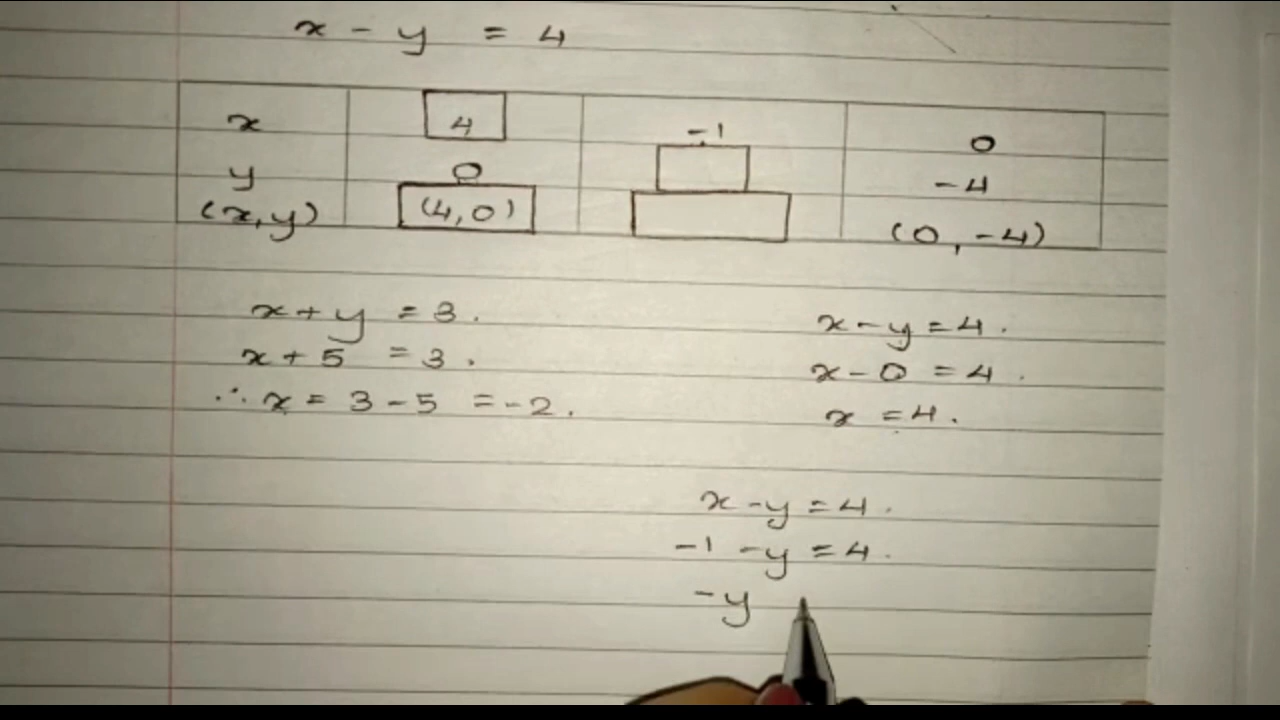 x - y = 4
x 4 -1 0
y 0 -4
(x,y) (4,0) (0,-4)
x + y = 3.
x + 5 = 3.
∴ x = 3 - 5 = -2.
x - y = 4.
x - 0 = 4.
x = 4.
x - y = 4.
-1 - y = 4.
-y